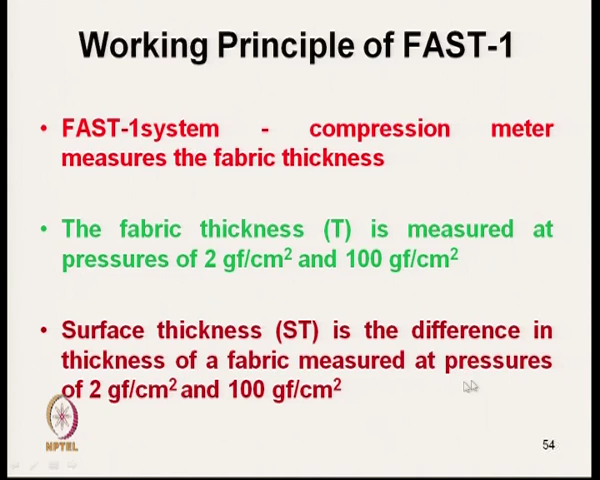 Working Principle of FAST-1
• FAST-1system - compression meter
measures the fabric thickness
• The fabric thickness (T) is measured at
pressures of 2 gf/cm² and 100 gf/cm²
• Surface thickness (ST) is the difference in
thickness of a fabric measured at pressures
of 2 gf/cm² and 100 gf/cm²
NPTEL
54